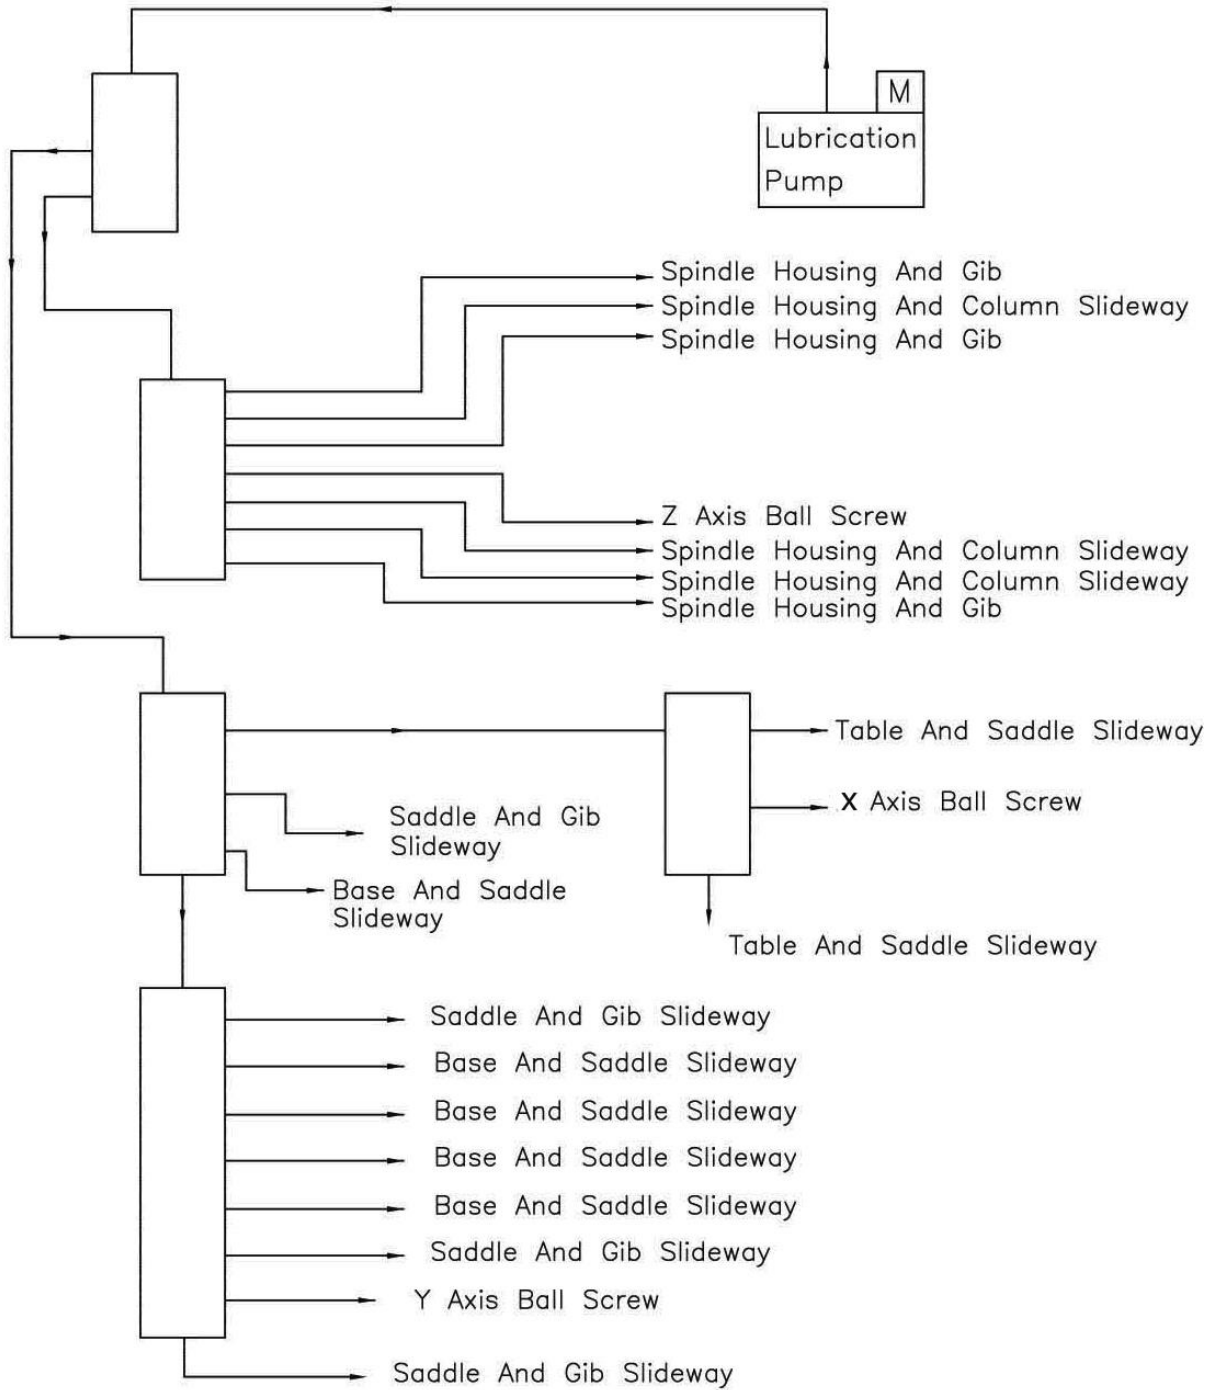 M
Lubrication
Pump
Spindle Housing And Gib
Spindle Housing And Column Slideway
Spindle Housing And Gib
Z Axis Ball Screw
Spindle Housing And Column Slideway
Spindle Housing And Column Slideway
Spindle Housing And Gib
Table And Saddle Slideway
X Axis Ball Screw
Saddle And Gib
Slideway
Base And Saddle
Slideway
Table And Saddle Slideway
Saddle And Gib Slideway
Base And Saddle Slideway
Base And Saddle Slideway
Base And Saddle Slideway
Base And Saddle Slideway
Saddle And Gib Slideway
Y Axis Ball Screw
Saddle And Gib Slideway